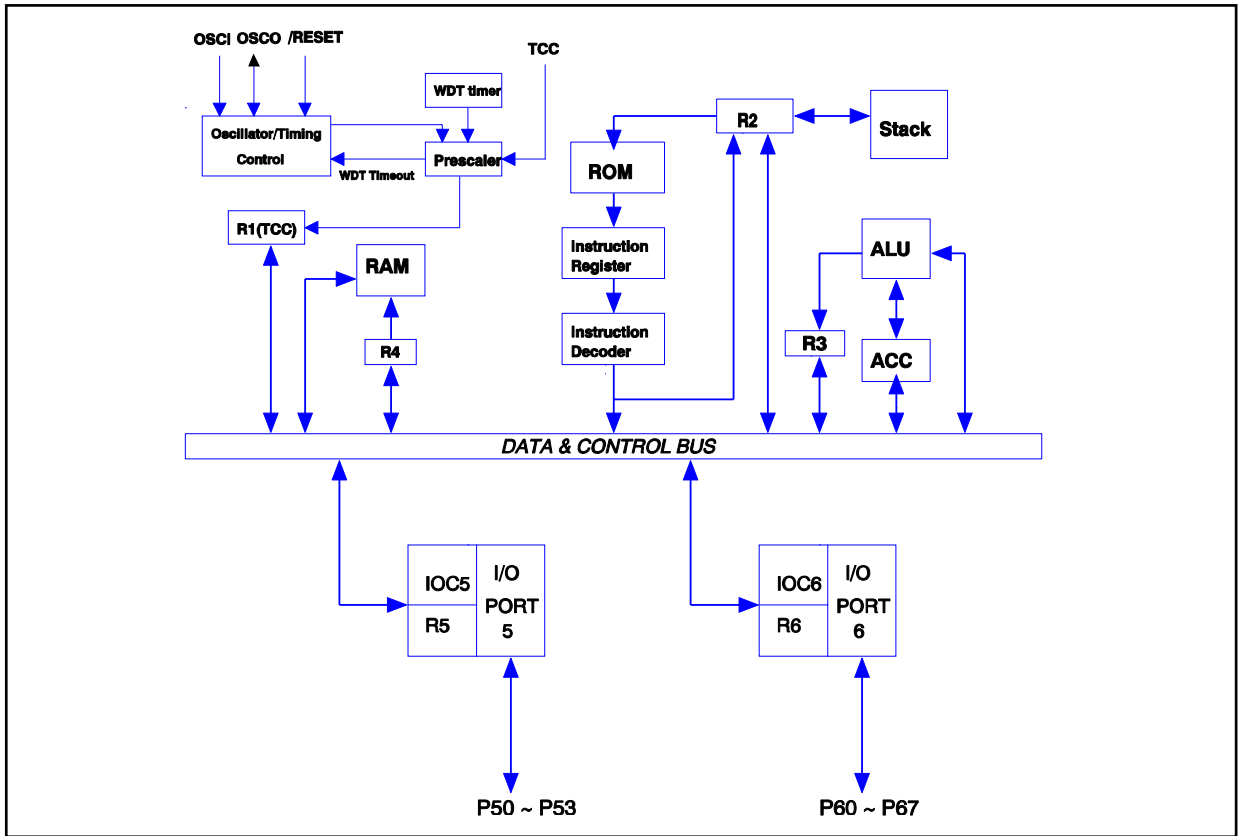 OSCI OSCO /RESET
TCC
WDT timer
R2
Stack
Oscillator/Timing
Control
Prescaler
WDT Timeout
ROM
R1(TCC)
RAM
Instruction
Register
ALU
Instruction
Decoder
R4
R3
ACC
DATA & CONTROL BUS
IOC5
R5
I/O
PORT
5
IOC6
R6
I/O
PORT
6
P50 ~ P53
P60 ~ P67